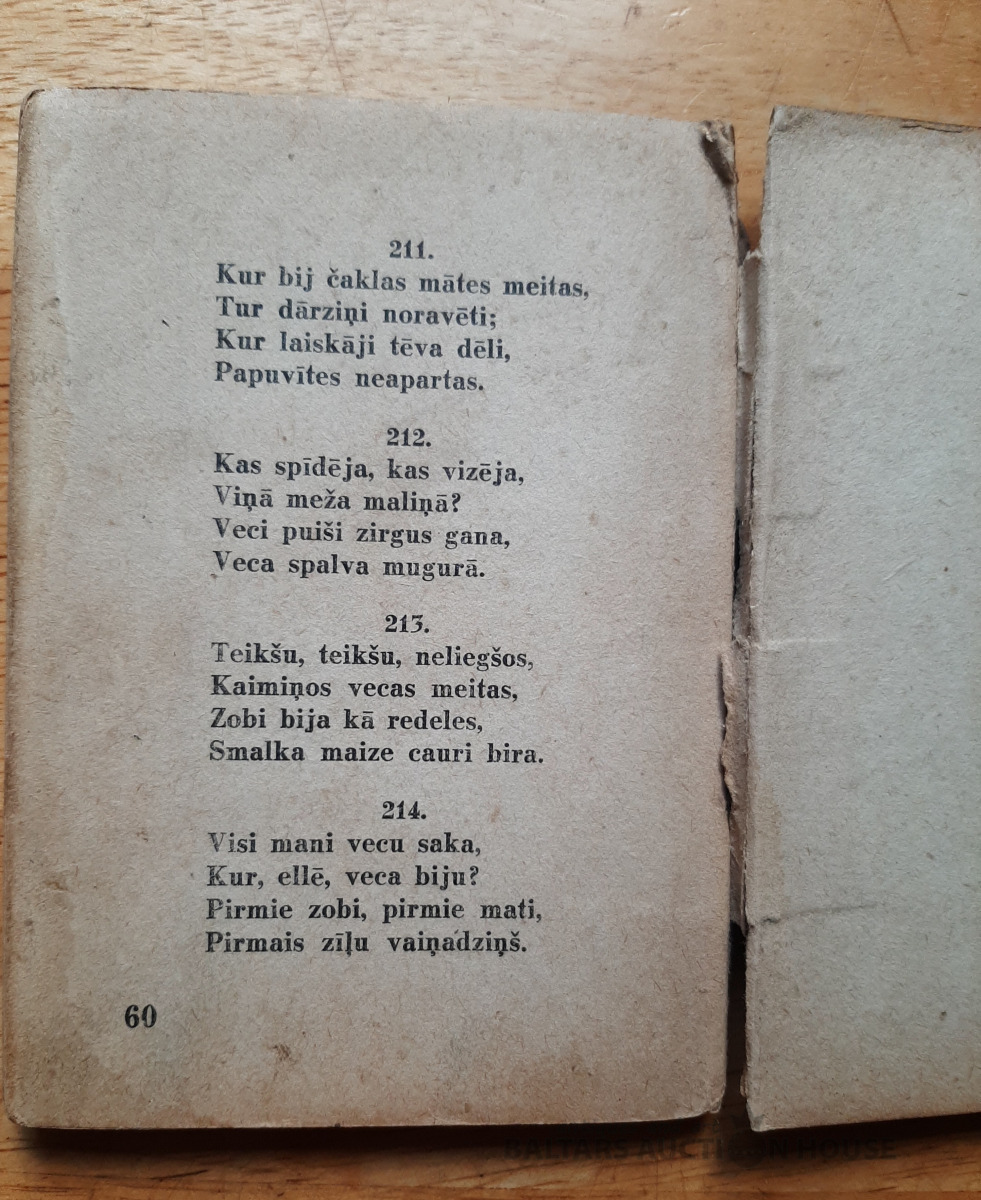 211.
Kur bij čaklas mātes meitas,
Tur dārziņi noravēti;
Kur laiskāji tēva dēli,
Papuvītes neapartas.
212.
Kas spīdēja, kas vizēja,
Viņā meža maliņā?
Veci puiši zirgus gana,
Veca spalva mugurā.
213.
Teikšu, teikšu, neliegšos,
Kaimiņos vecas meitas,
Zobi bija kā redeles,
Smalka maize cauri bira.
214.
Visi mani vecu saka,
Kur, ellē, veca biju?
Pirmie zobi, pirmie mati,
Pirmais zīļu vaiņadziņš.
60
BALTARS AUCTION HOUSE